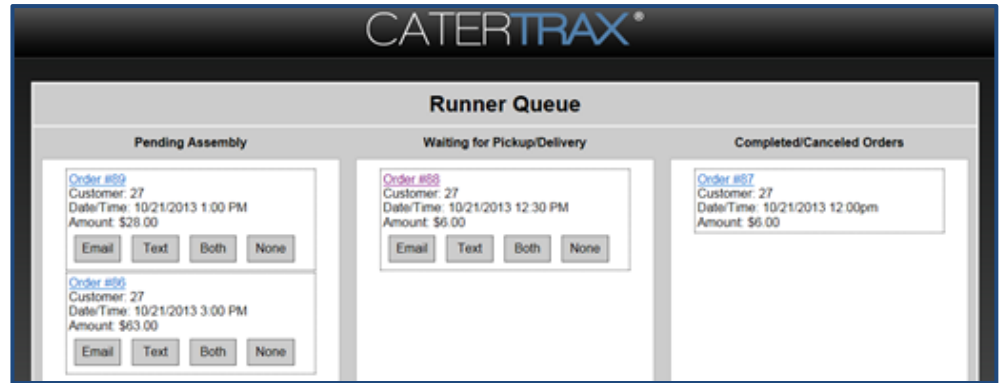 CATERTRAX®
Runner Queue
Pending Assembly
Order #89
Customer: 27
Date/Time: 10/21/2013 1:00 PM
Amount: $28.00
Email Text Both None
Order #86
Customer: 27
Date/Time: 10/21/2013 3:00 PM
Amount: $63.00
Email Text Both None
Waiting for Pickup/Delivery
Order #88
Customer: 27
Date/Time: 10/21/2013 12:30 PM
Amount: $6.00
Email Text Both None
Completed/Canceled Orders
Order #87
Customer: 27
Date/Time: 10/21/2013 12:00pm
Amount: $6.00